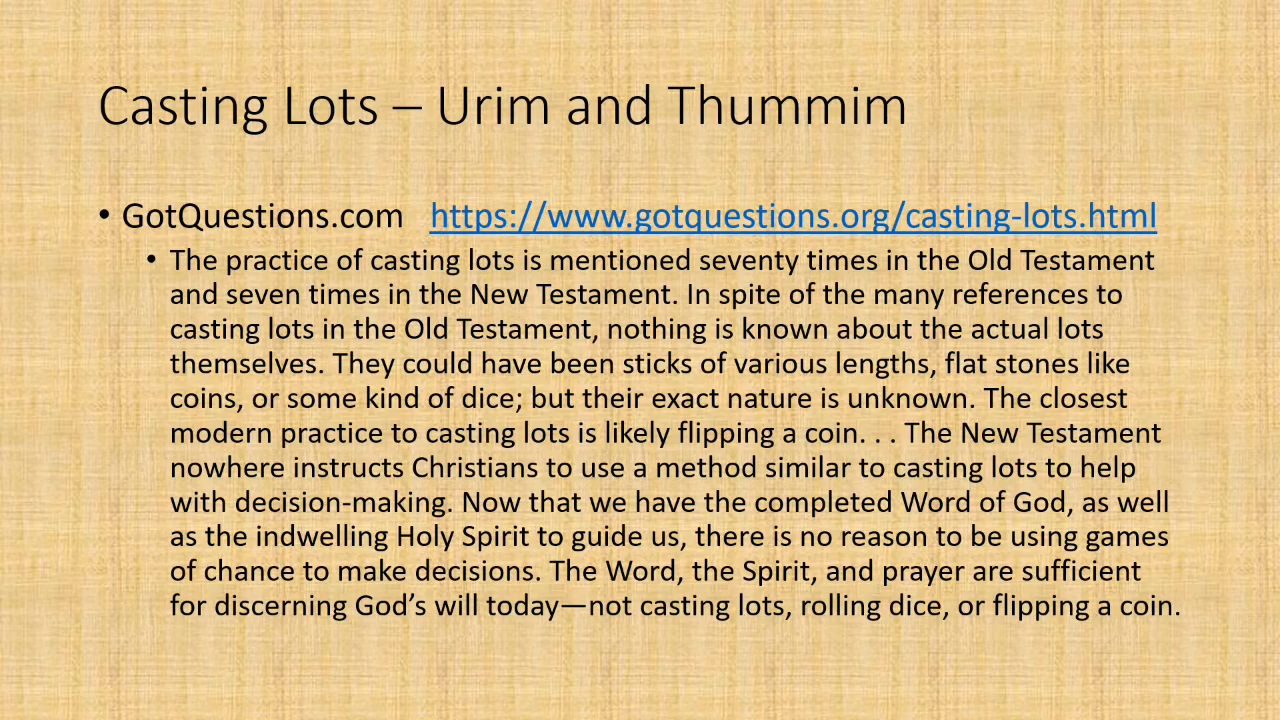 Casting Lots – Urim and Thummim
• GotQuestions.com https://www.gotquestions.org/casting-lots.html
• The practice of casting lots is mentioned seventy times in the Old Testament
and seven times in the New Testament. In spite of the many references to
casting lots in the Old Testament, nothing is known about the actual lots
themselves. They could have been sticks of various lengths, flat stones like
coins, or some kind of dice; but their exact nature is unknown. The closest
modern practice to casting lots is likely flipping a coin. . . The New Testament
nowhere instructs Christians to use a method similar to casting lots to help
with decision-making. Now that we have the completed Word of God, as well
as the indwelling Holy Spirit to guide us, there is no reason to be using games
of chance to make decisions. The Word, the Spirit, and prayer are sufficient
for discerning God’s will today—not casting lots, rolling dice, or flipping a coin.